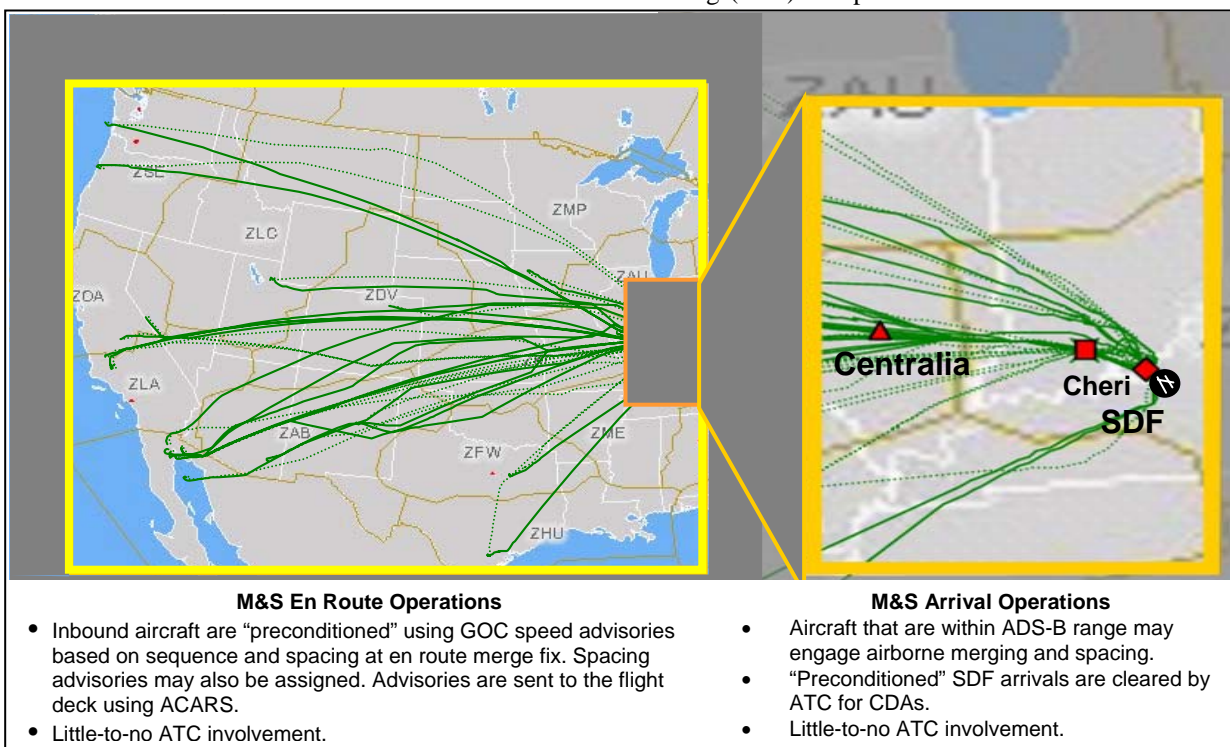 ZAU
ZSE
ZMP
ZLC
ZAU
ZOA
ZDV
ZLA
ZAB
ZFW
ZME
ZHU
Centralia
Cheri
SDF
M&S En Route Operations
• Inbound aircraft are “preconditioned” using GOC speed advisories
based on sequence and spacing at en route merge fix. Spacing
advisories may also be assigned. Advisories are sent to the flight
deck using ACARS.
• Little-to-no ATC involvement.
M&S Arrival Operations
• Aircraft that are within ADS-B range may
engage airborne merging and spacing.
• “Preconditioned” SDF arrivals are cleared by
ATC for CDAs.
• Little-to-no ATC involvement.